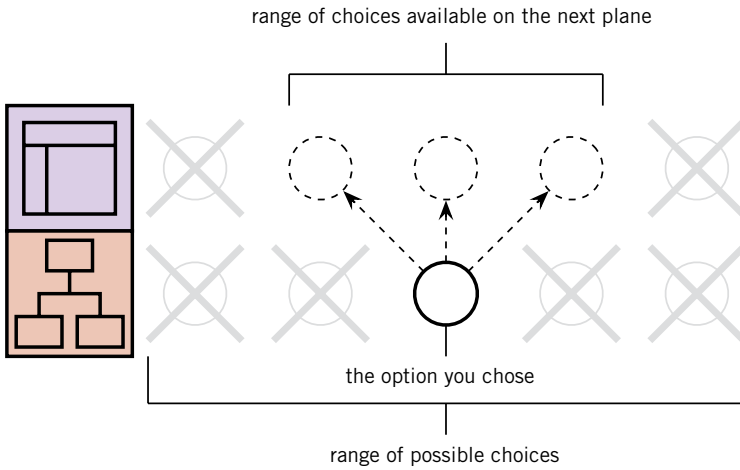 range of choices available on the next plane
the option you chose
range of possible choices